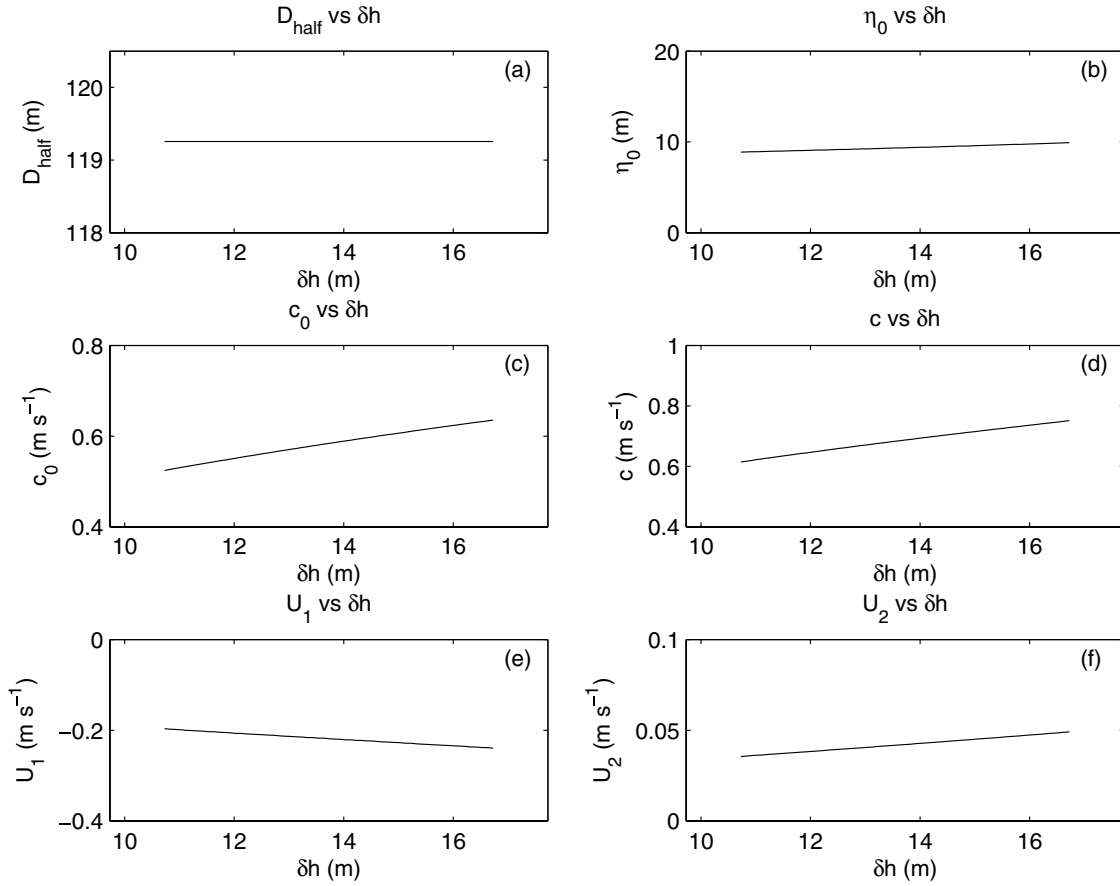 D_half vs δh
(a)
120
119
118
D_half (m)
10 12 14 16
δh (m)
η_0 vs δh
(b)
20
10
0
η_0 (m)
10 12 14 16
δh (m)
c_0 vs δh
(c)
0.8
0.6
0.4
c_0 (m s⁻¹)
10 12 14 16
δh (m)
c vs δh
(d)
1
0.8
0.6
0.4
c (m s⁻¹)
10 12 14 16
δh (m)
U_1 vs δh
(e)
0
−0.2
−0.4
U_1 (m s⁻¹)
10 12 14 16
δh (m)
U_2 vs δh
(f)
0.1
0.05
0
U_2 (m s⁻¹)
10 12 14 16
δh (m)